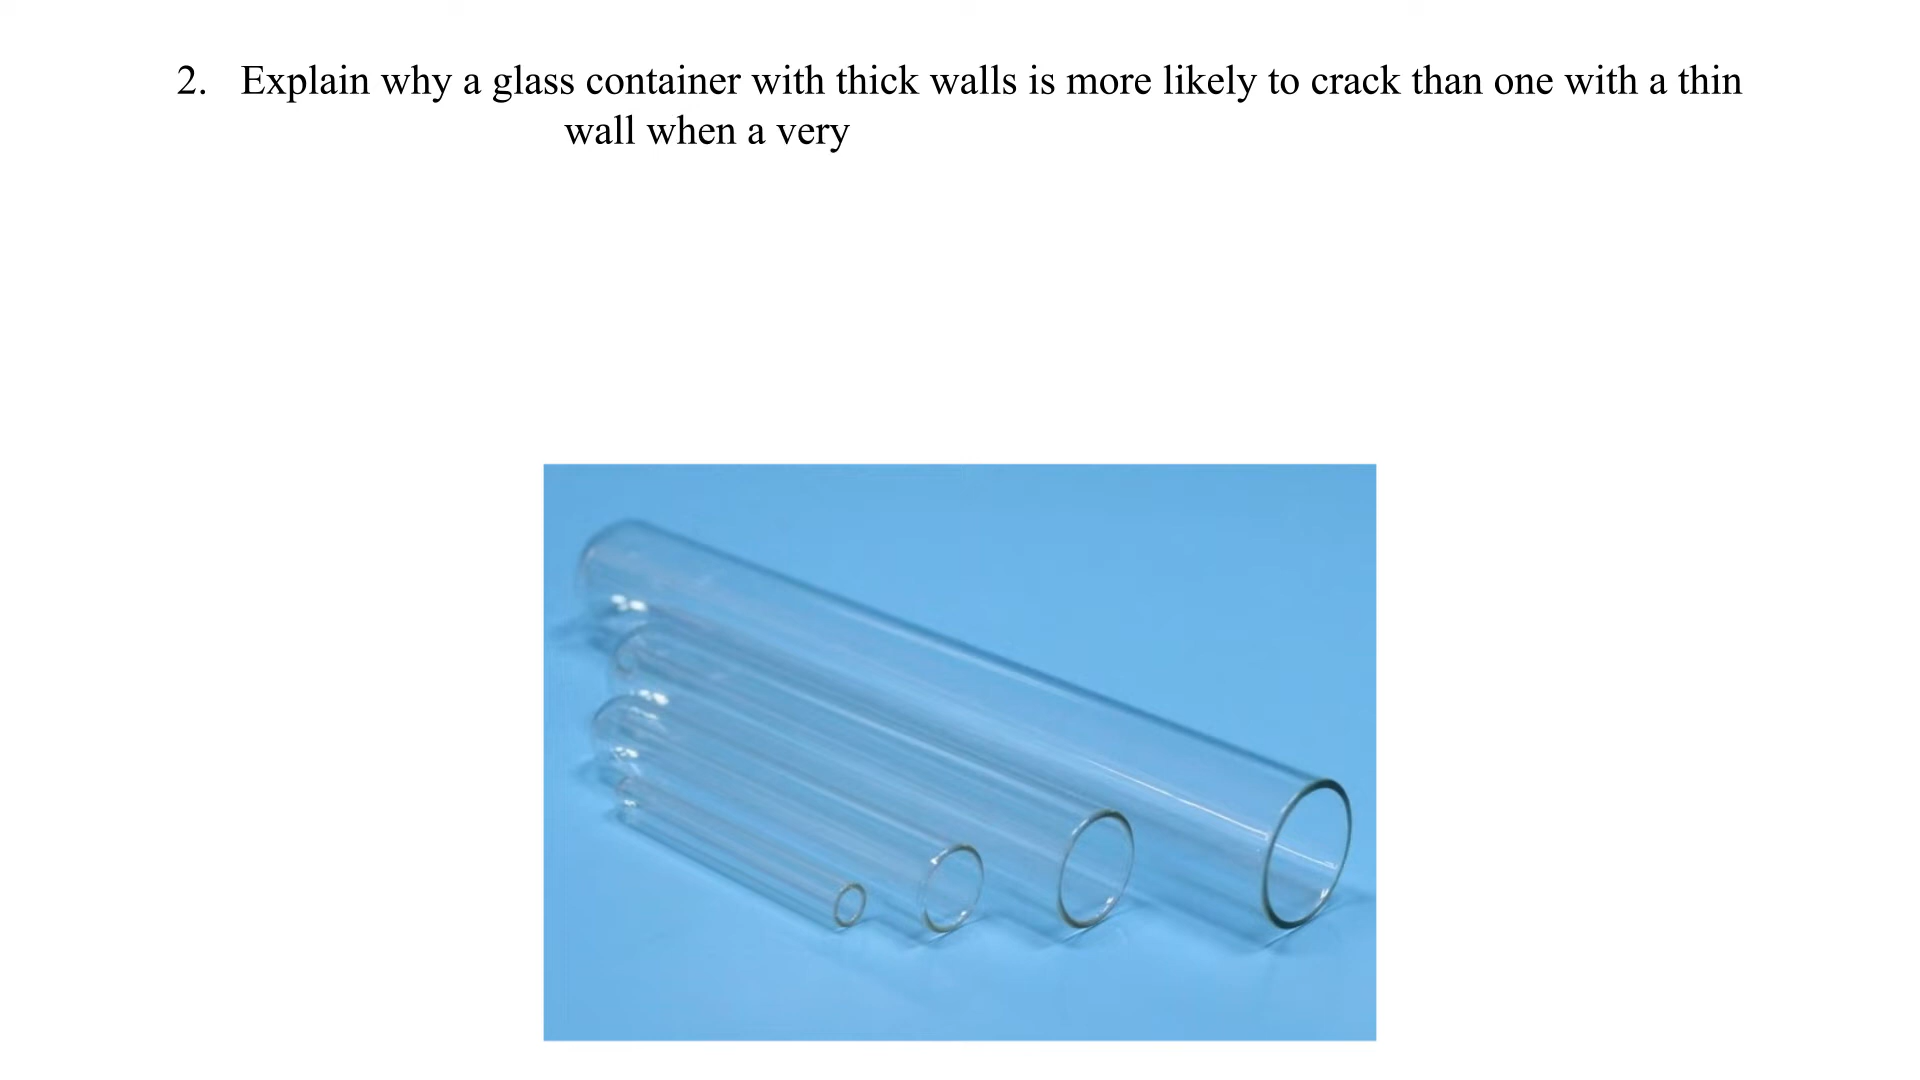 2. Explain why a glass container with thick walls is more likely to crack than one with a thin
wall when a very